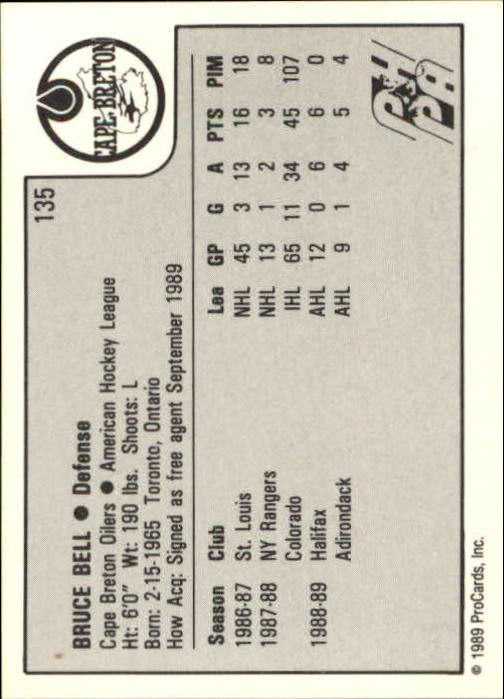 135
CAPE BRETON
BRUCE BELL ● Defense
Cape Breton Oilers ● American Hockey League
Ht: 6'0" Wt: 190 lbs. Shoots: L
Born: 2-15-1965 Toronto, Ontario
How Acq: Signed as free agent September 1989
Season Club Lea GP G A PTS PIM
1986-87 St. Louis NHL 45 3 13 16 18
1987-88 NY Rangers NHL 13 1 2 3 8
Colorado IHL 65 11 34 45 107
1988-89 Halifax AHL 12 0 6 6 0
Adirondack AHL 9 1 4 5 4
© 1989 ProCards, Inc.